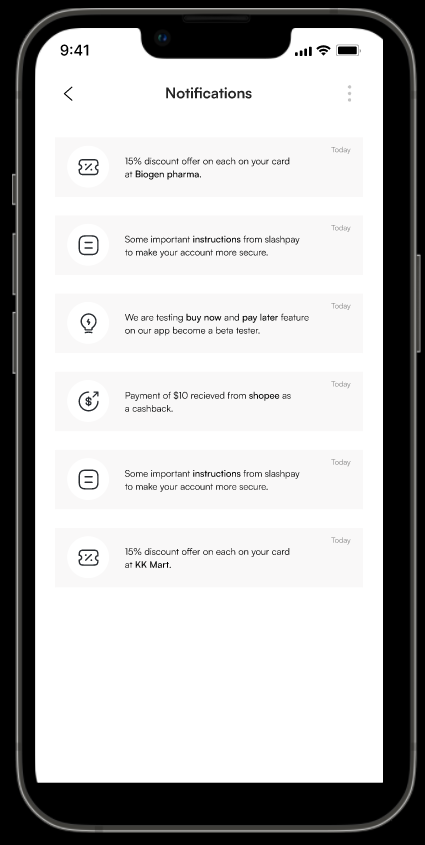 9:41
Notifications
Today
15% discount offer on each on your card
at Biogen pharma.
Today
Some important instructions from slashpay
to make your account more secure.
Today
We are testing buy now and pay later feature
on our app become a beta tester.
Today
Payment of $10 recieved from shopee as
a cashback.
Today
Some important instructions from slashpay
to make your account more secure.
Today
15% discount offer on each on your card
at KK Mart.